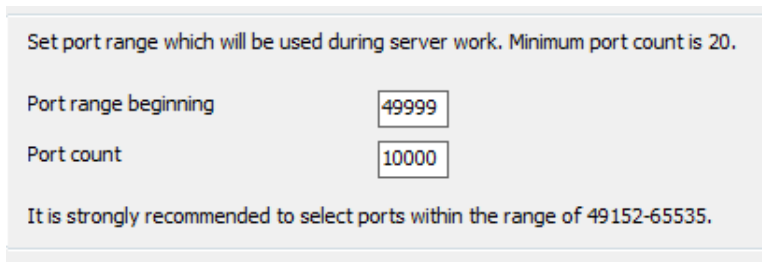 Set port range which will be used during server work. Minimum port count is 20.
Port range beginning 49999
Port count 10000
It is strongly recommended to select ports within the range of 49152-65535.